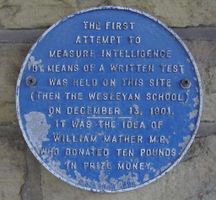 THE FIRST
ATTEMPT TO
MEASURE INTELLIGENCE
BY MEANS OF A WRITTEN TEST
WAS HELD ON THIS SITE
(THEN THE WESLEYAN SCHOOL)
ON DECEMBER 13, 1901.
IT WAS THE IDEA OF
WILLIAM MATHER M.P.
WHO DONATED TEN POUNDS
IN PRIZE MONEY.